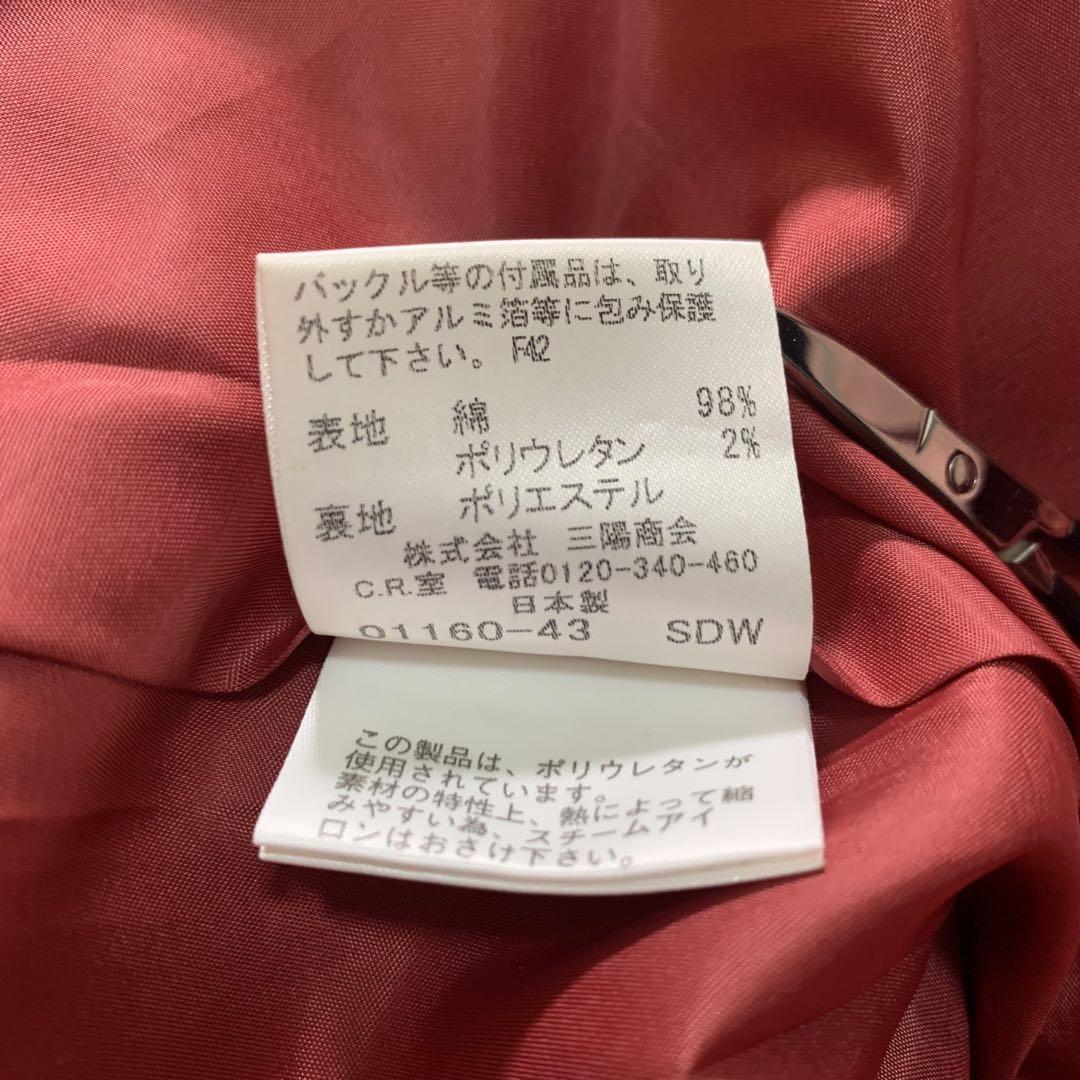 バックル等の付属品は、取り
外すかアルミ箔等に包み保護
して下さい。 F42
表地 綿 98%
ポリウレタン 2%
裏地 ポリエステル
株式会社 三陽商会
C.R.室 電話0120-340-460
日本製
01160-43 SDW
この製品は、ポリウレタンが
使用されています。
素材の特性上、熱によって縮
みやすい為、スチームアイ
ロンはおさけ下さい。